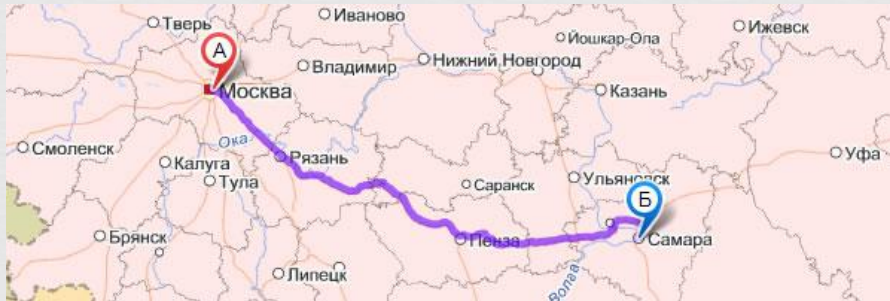 Тверь
Иваново
Ижевск
Йошкар-Ола
А
Владимир
Нижний Новгород
Москва
Казань
Ока
Смоленск
Рязань
Уфа
Калуга
Тула
Саранск
Ульяновск
Б
Брянск
Пенза
Самара
Липецк
Волга